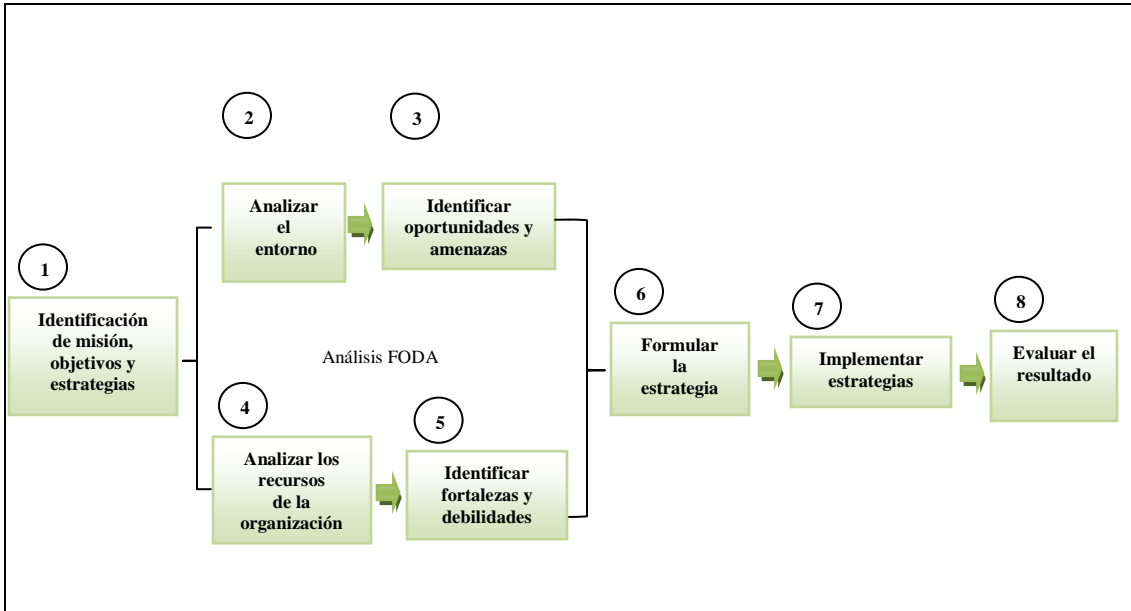 1
Identificación
de misión,
objetivos y
estrategias
2
Analizar
el
entorno
3
Identificar
oportunidades y
amenazas
Análisis FODA
4
Analizar los
recursos
de la
organización
5
Identificar
fortalezas y
debilidades
6
Formular
la
estrategia
7
Implementar
estrategias
8
Evaluar el
resultado